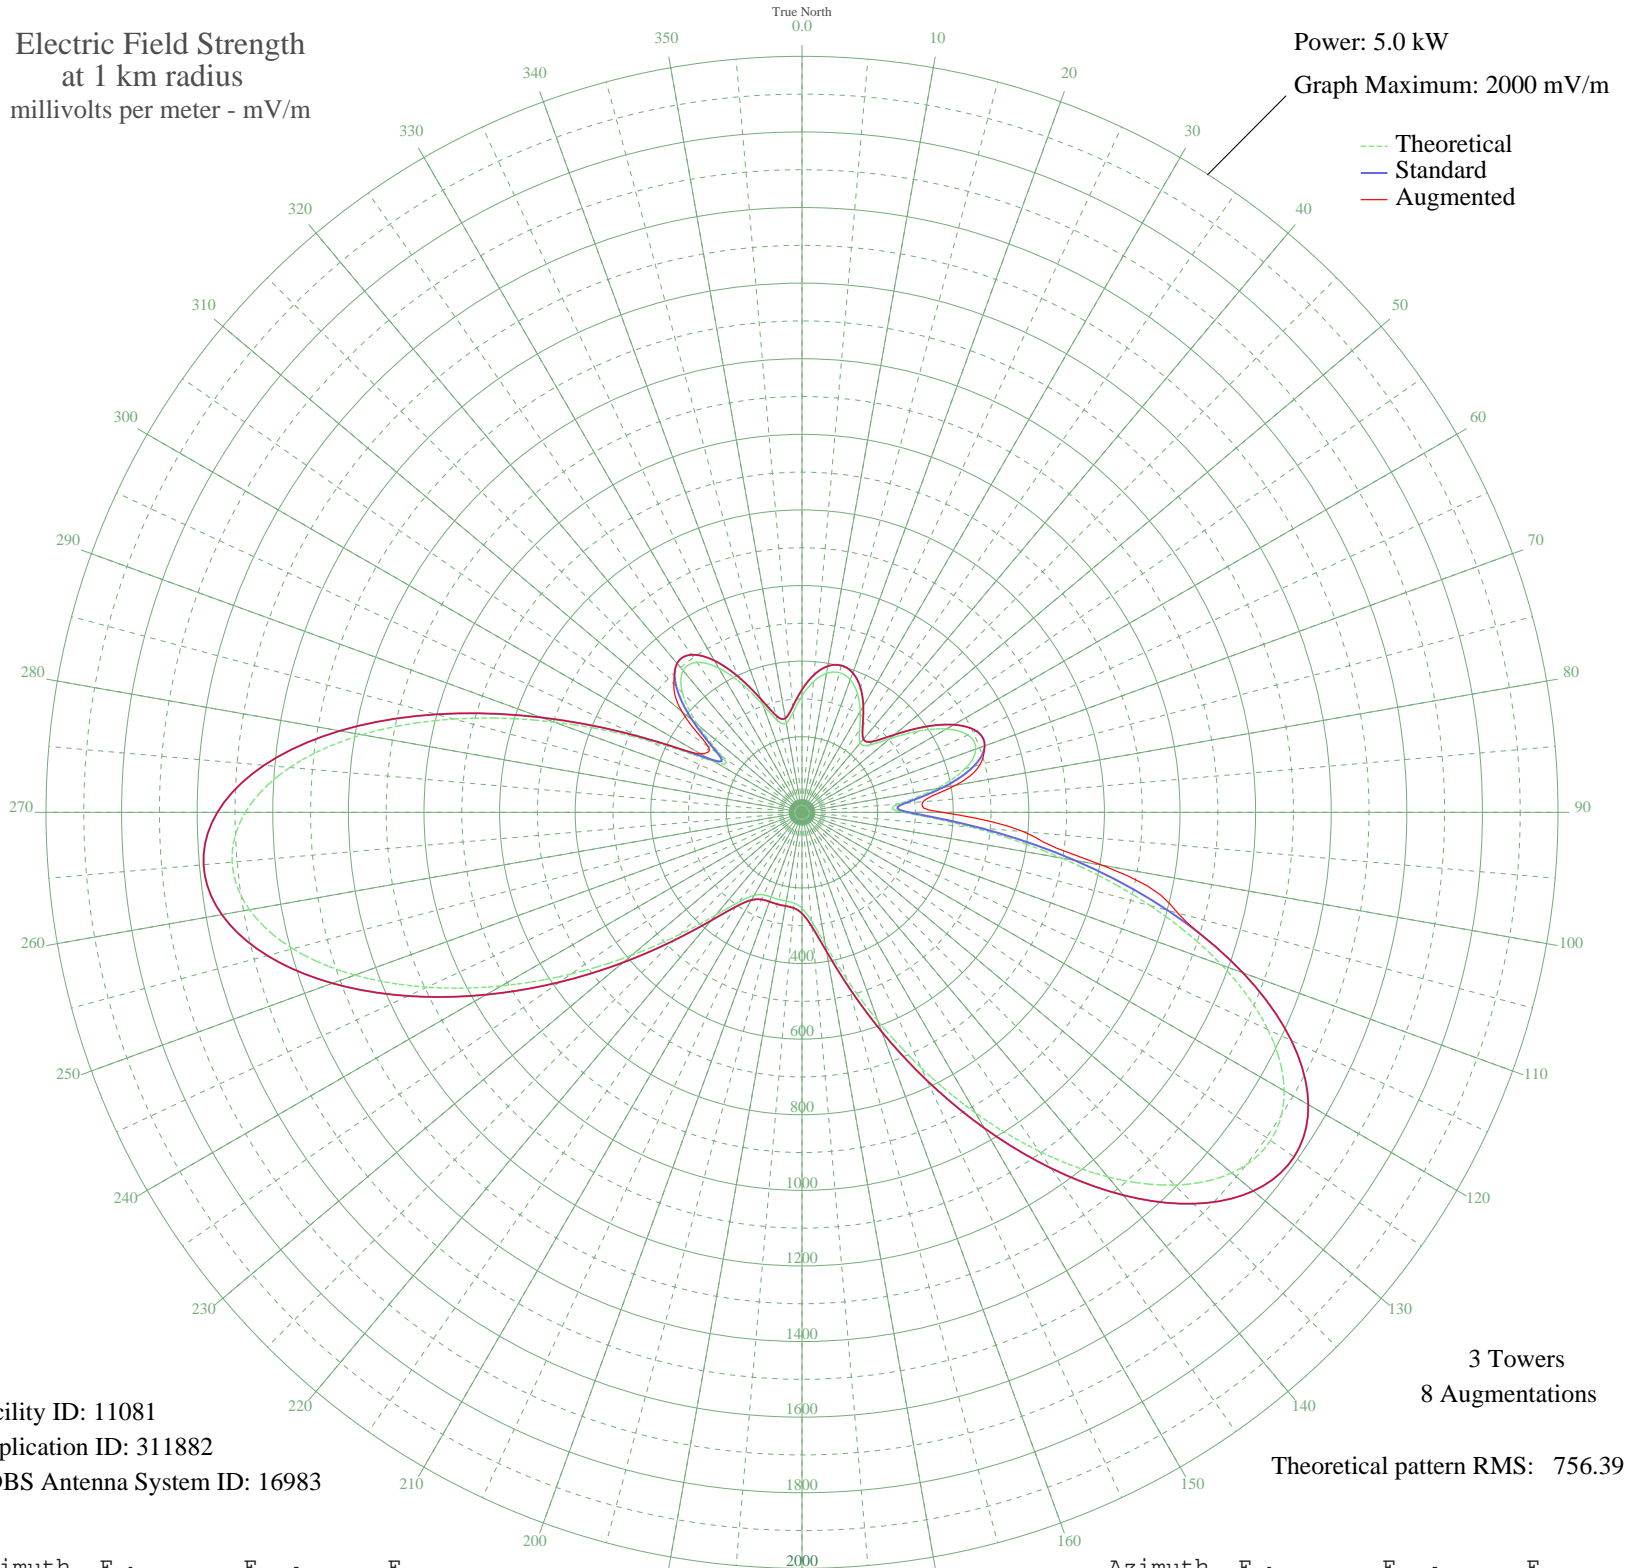 True North
0.0
Electric Field Strength
at 1 km radius
millivolts per meter - mV/m
Power: 5.0 kW
Graph Maximum: 2000 mV/m
Theoretical
Standard
Augmented
10
20
30
40
50
60
70
80
90
100
110
120
130
140
150
160
200
210
220
230
240
250
260
270
280
290
300
310
320
330
340
350
400
600
800
1000
1200
1400
1600
1800
2000
3 Towers
8 Augmentations
Theoretical pattern RMS: 756.39
cility ID: 11081
plication ID: 311882
DBS Antenna System ID: 16983